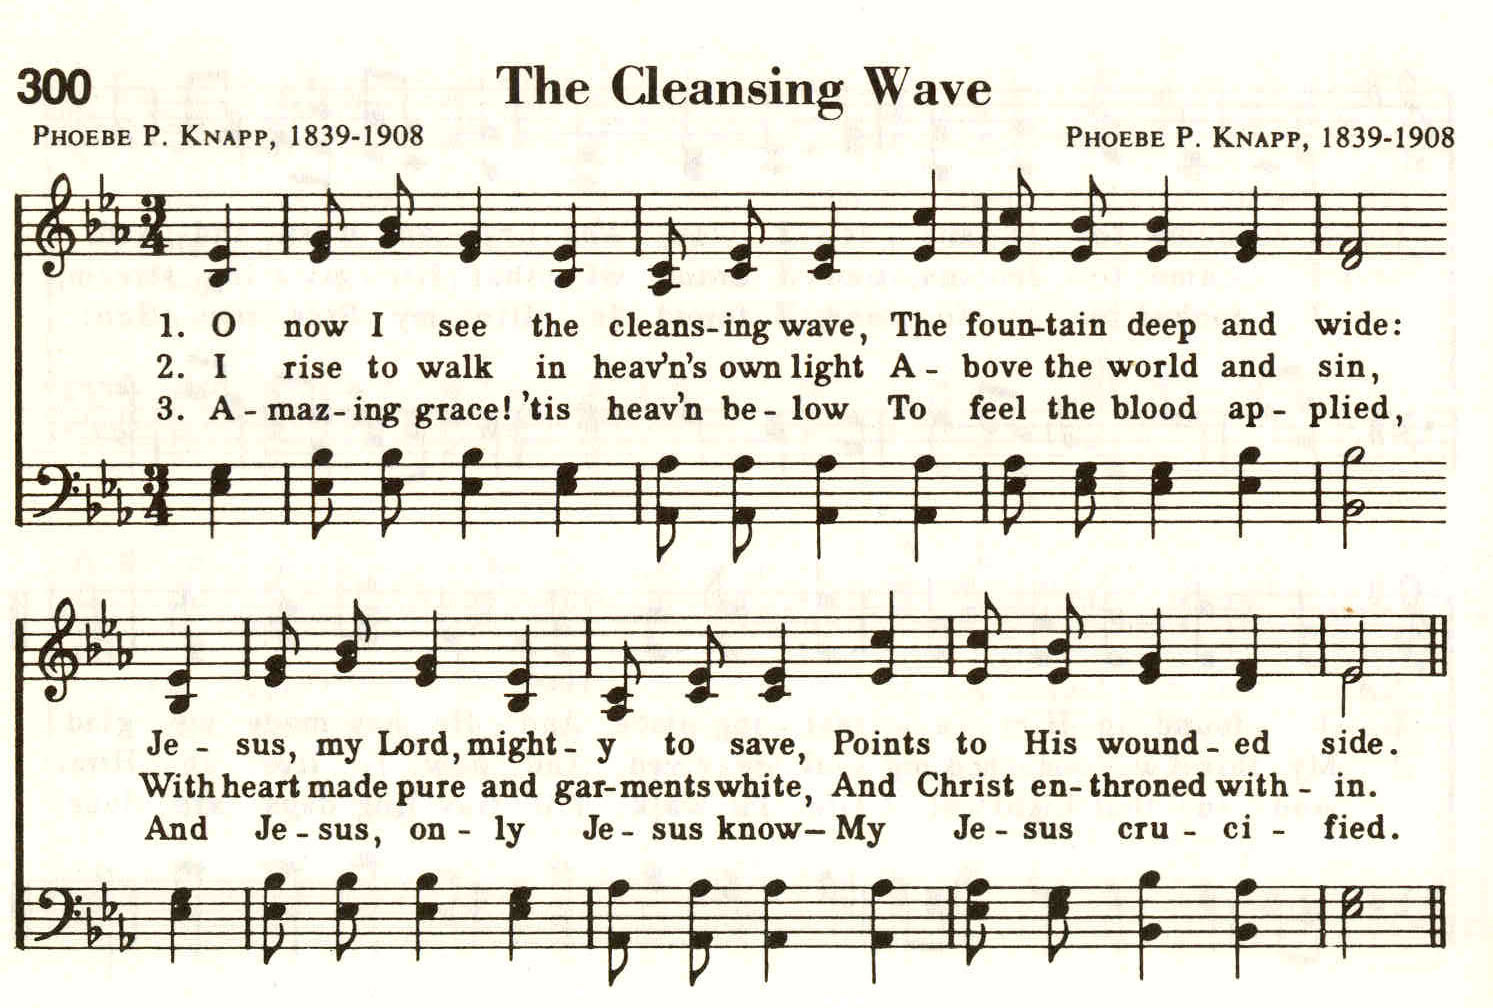 300 The Cleansing Wave
PHOEBE P. KNAPP, 1839-1908 PHOEBE P. KNAPP, 1839-1908
3
4
1. O now I see the cleans-ing wave, The foun-tain deep and wide:
2. I rise to walk in heav'n's own light A - bove the world and sin,
3. A - maz - ing grace! 'tis heav'n be - low To feel the blood ap - plied,
3
4
Je - sus, my Lord, might - y to save, Points to His wound - ed side.
With heart made pure and gar-ments white, And Christ en-throned with - in.
And Je - sus, on - ly Je - sus know—My Je - sus cru - ci - fied.